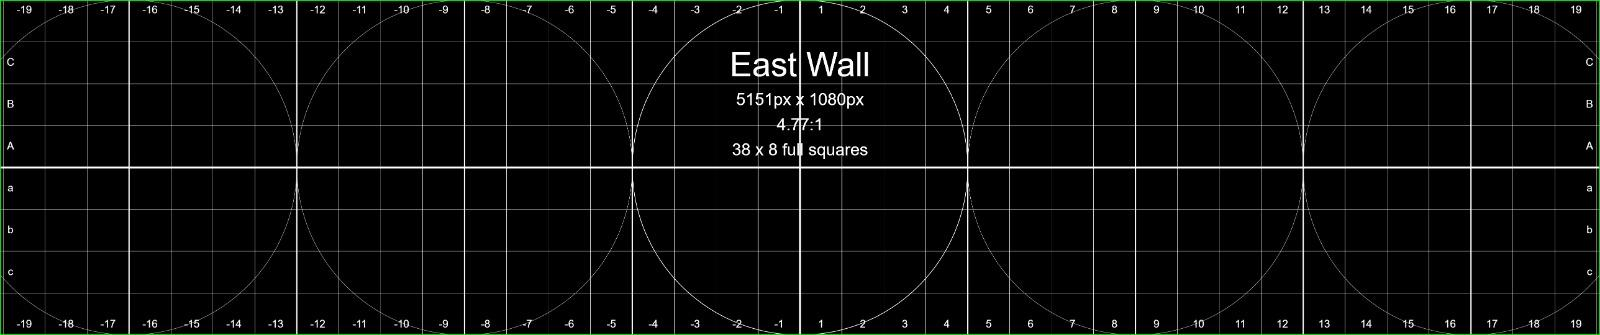 -19 -18 -17 -16 -15 -14 -13 -12 -11 -10 -9 -8 -7 -6 -5 -4 -3 -2 -1 1 2 3 4 5 6 7 8 9 10 11 12 13 14 15 16 17 18 19
C C
East Wall
B 5151px x 1080px B
4.77:1
A 38 x 8 full squares A
a a
b b
c c
-19 -18 -17 -16 -15 -14 -13 -12 -11 -10 -9 -8 -7 -6 -5 -4 -3 -2 -1 1 2 3 4 5 6 7 8 9 10 11 12 13 14 15 16 17 18 19